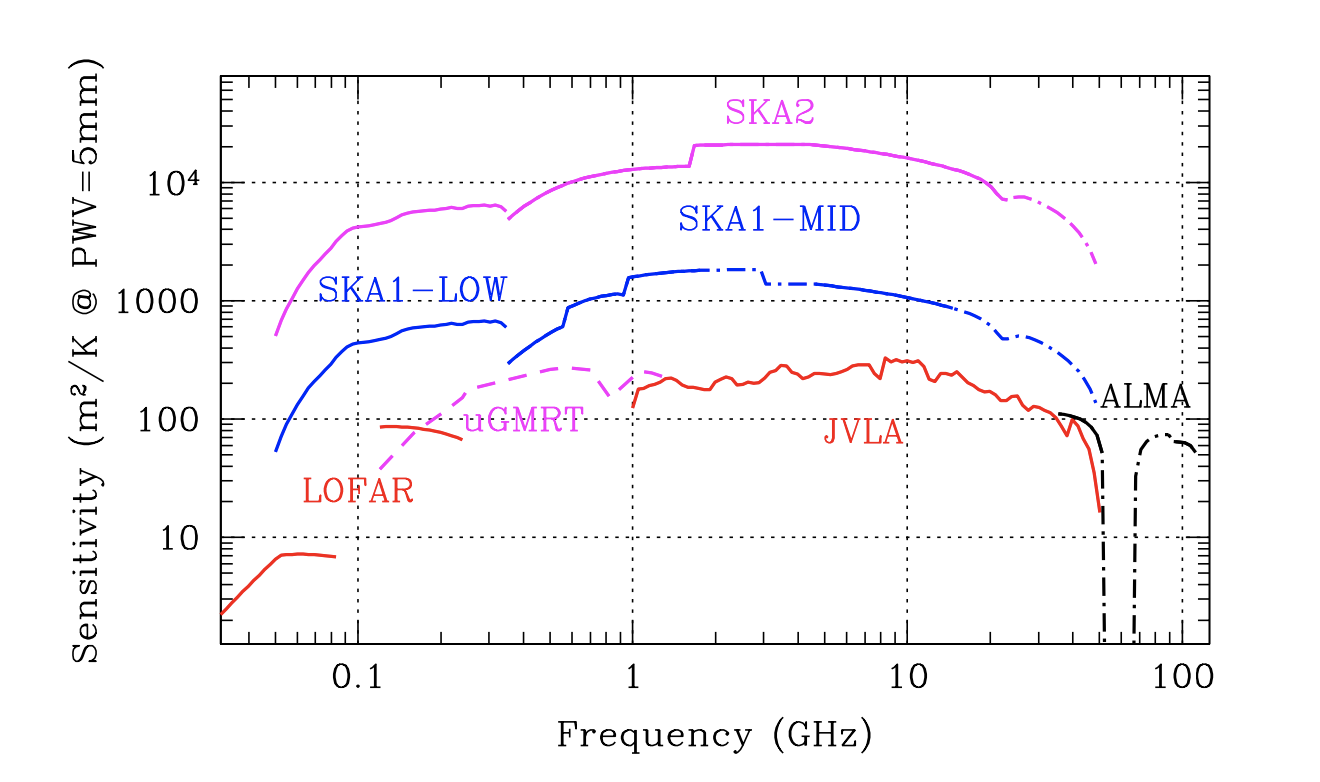 Sensitivity (m²/K @ PWV=5mm)
10⁴
1000
100
10
SKA2
SKA1-MID
SKA1-LOW
ALMA
uGMRT
JVLA
LOFAR
0.1 1 10 100
Frequency (GHz)